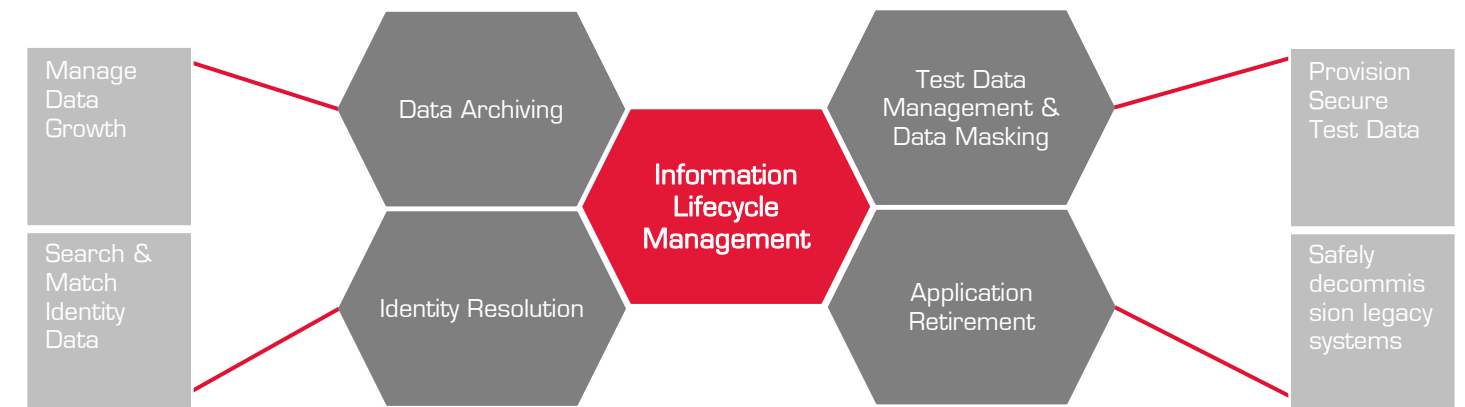 Manage
Data
Growth
Search &
Match
Identity
Data
Data Archiving
Identity Resolution
Information
Lifecycle
Management
Test Data
Management &
Data Masking
Application
Retirement
Provision
Secure
Test Data
Safely
decommis
sion legacy
systems